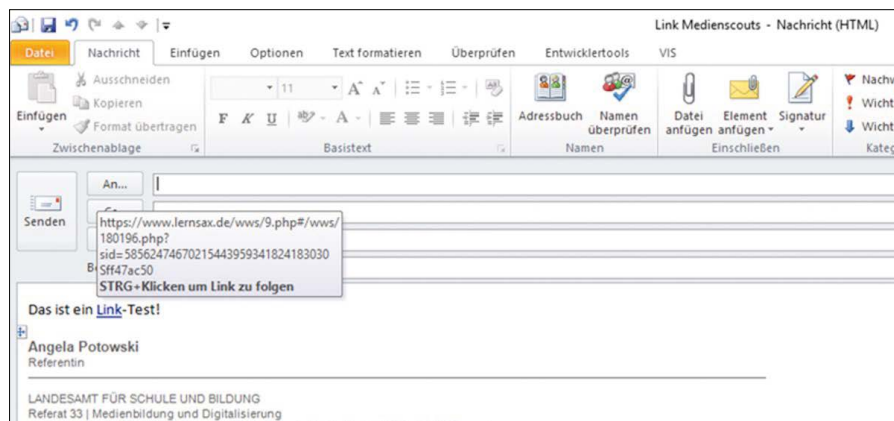 Link Medienscouts - Nachricht (HTML)
Datei Nachricht Einfügen Optionen Text formatieren Überprüfen Entwicklertools VIS
Ausschneiden
Kopieren
Format übertragen
Einfügen
Zwischenablage
11
F K U
Basistext
Adressbuch
Namen überprüfen
Namen
Datei anfügen
Element anfügen
Signatur
Einschließen
Wicht
Wicht
Kateg
An...
Senden
https://www.lernsax.de/wws/9.php#/wws/
180196.php?
sid=58562474670215443959341824183030
Sff47ac50
STRG+Klicken um Link zu folgen
Das ist ein Link-Test!
Angela Potowski
Referentin
LANDESAMT FÜR SCHULE UND BILDUNG
Referat 33 | Medienbildung und Digitalisierung